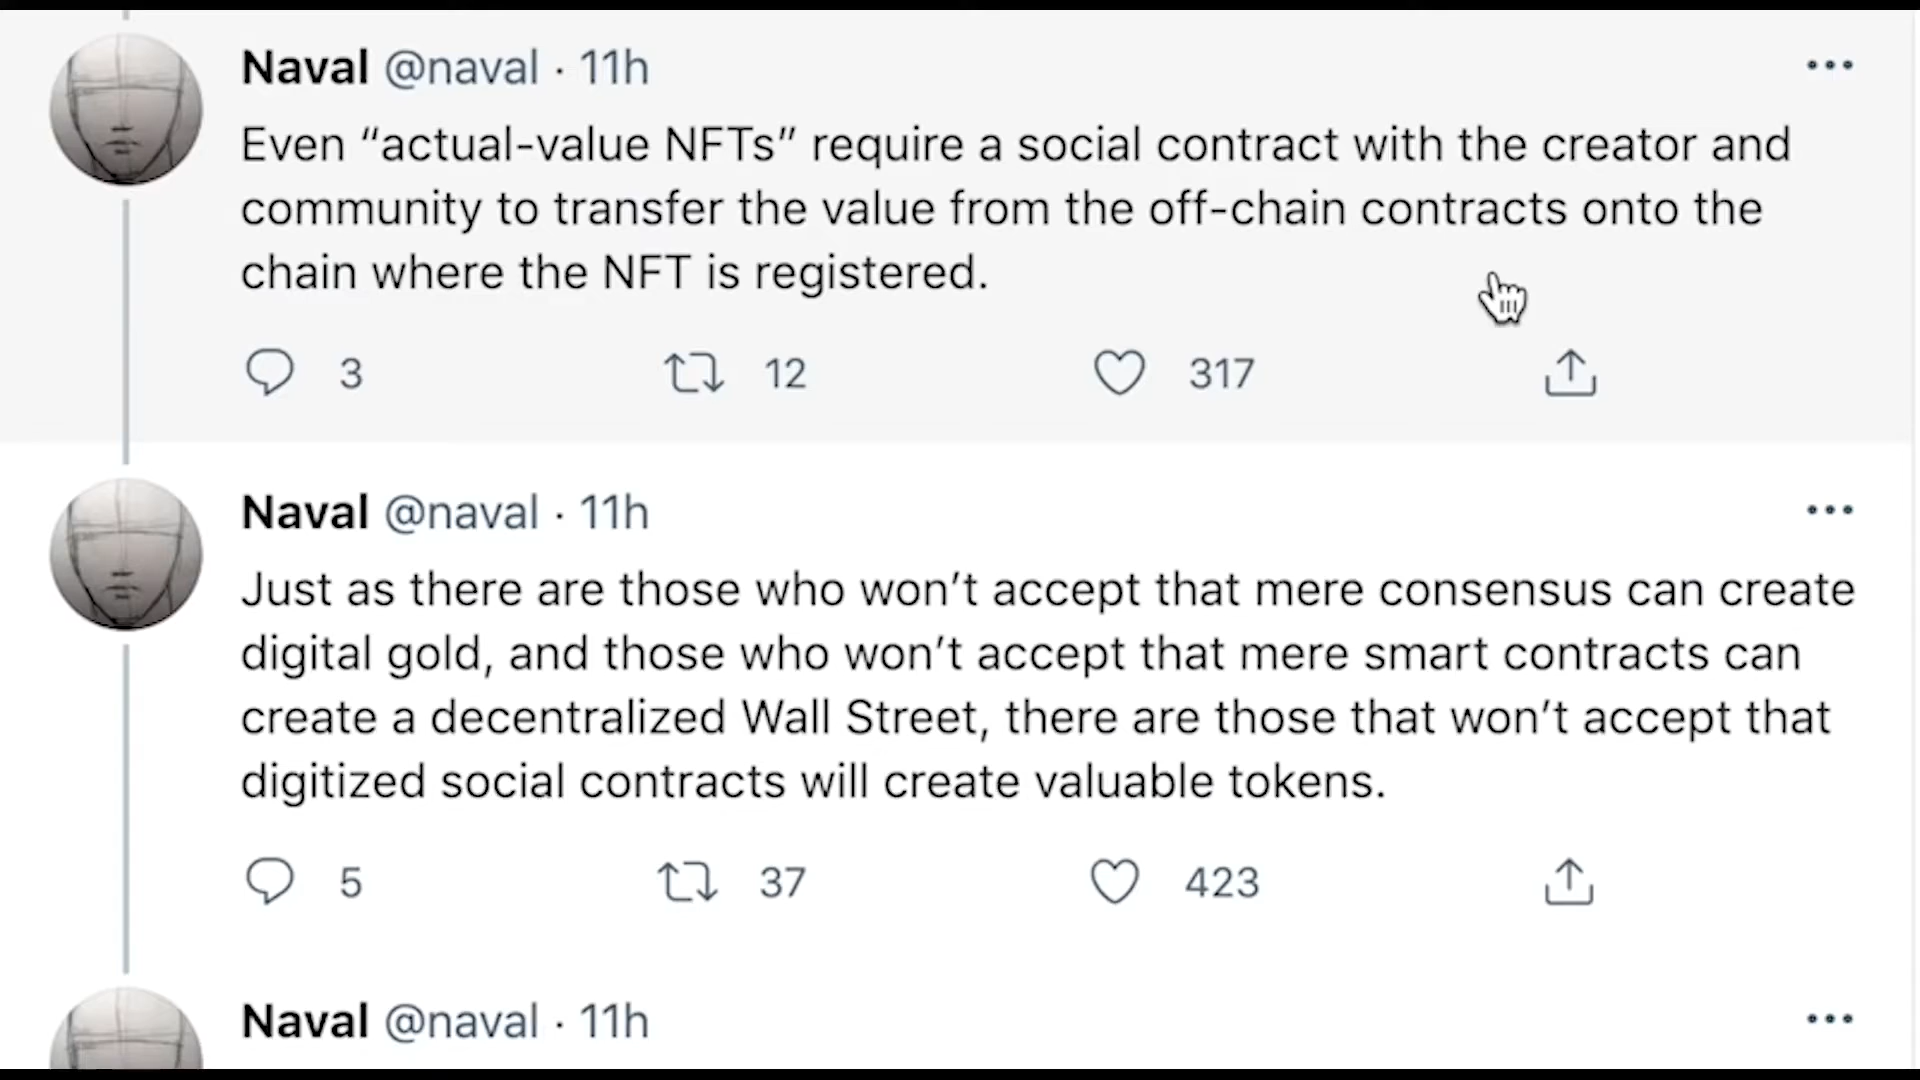 Naval @naval · 11h
Even “actual-value NFTs” require a social contract with the creator and
community to transfer the value from the off-chain contracts onto the
chain where the NFT is registered.
3 12 317
Naval @naval · 11h
Just as there are those who won’t accept that mere consensus can create
digital gold, and those who won’t accept that mere smart contracts can
create a decentralized Wall Street, there are those that won’t accept that
digitized social contracts will create valuable tokens.
5 37 423
Naval @naval · 11h